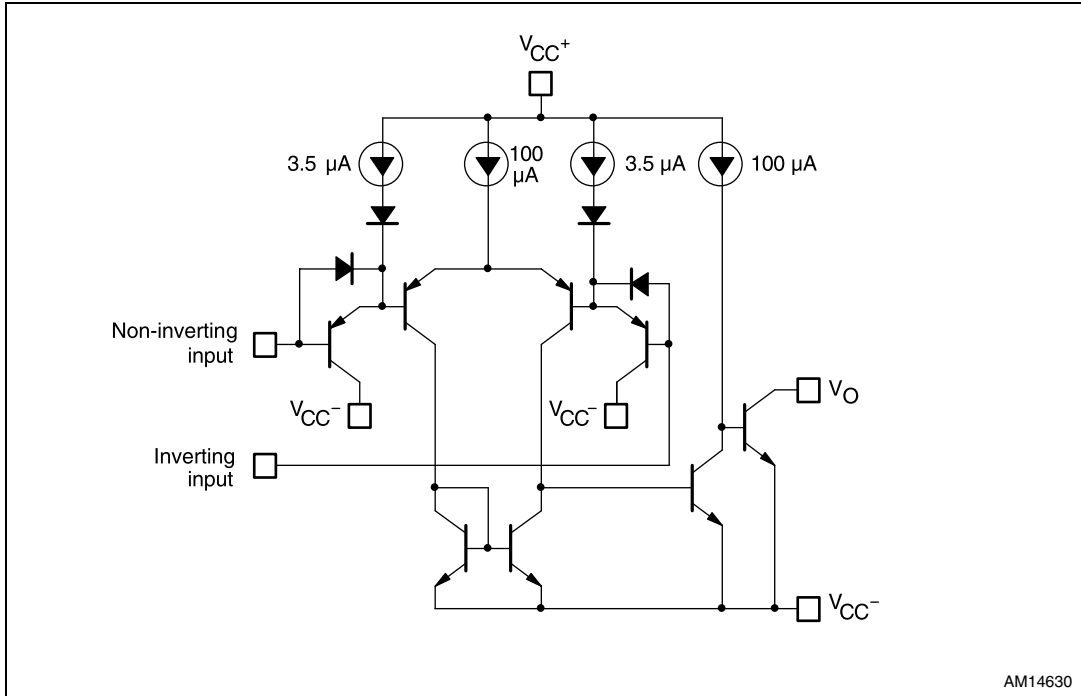 VCC+
3.5 µA
100
µA
3.5 µA
100 µA
Non-inverting
input
VCC−
VCC−
VO
Inverting
input
VCC−
AM14630